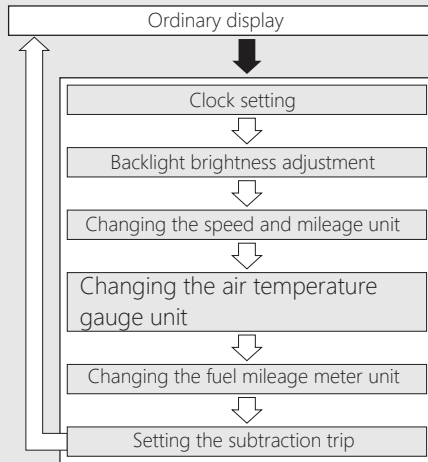 Ordinary display
Clock setting
Backlight brightness adjustment
Changing the speed and mileage unit
Changing the air temperature
gauge unit
Changing the fuel mileage meter unit
Setting the subtraction trip